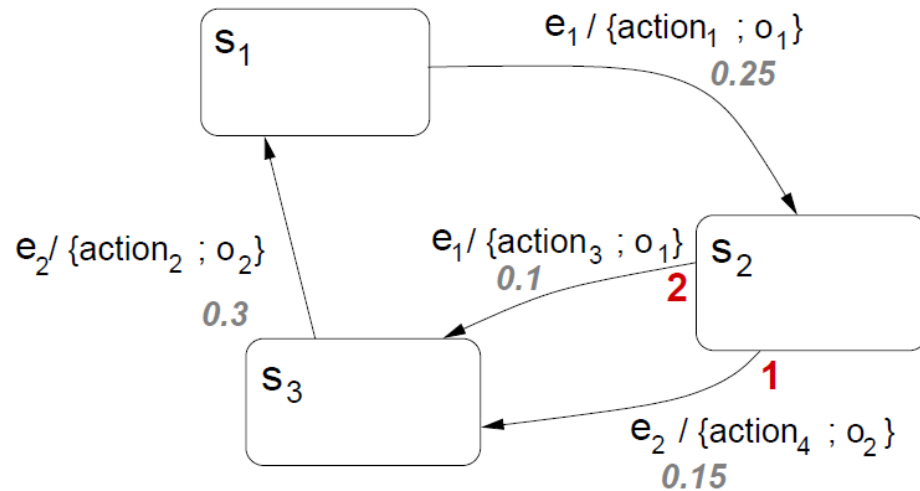 s₁
e₁ / {action₁ ; o₁}
0.25
e₂/ {action₂ ; o₂}
0.3
e₁/ {action₃ ; o₁}
0.1
2
s₂
s₃
1
e₂ / {action₄ ; o₂}
0.15